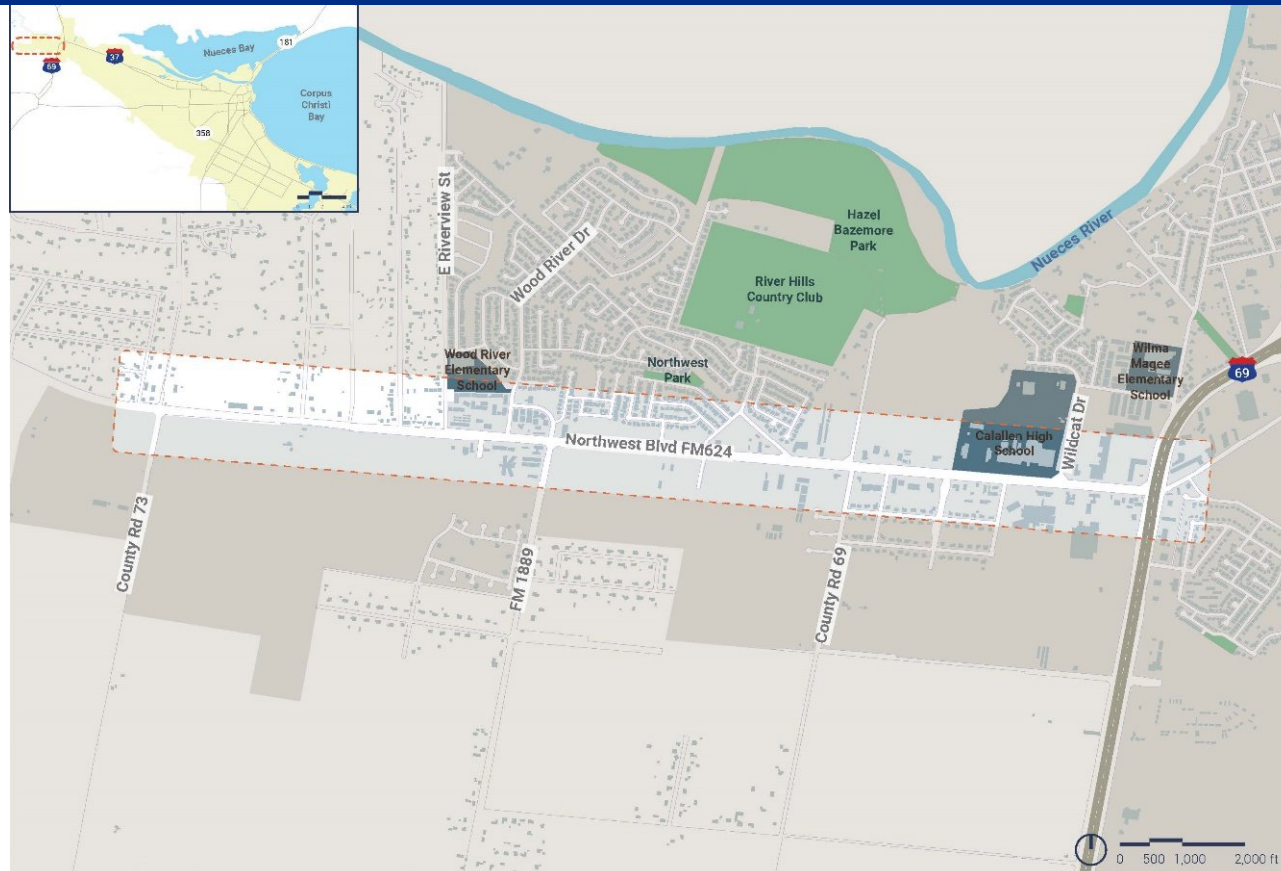 Nueces Bay
181
37
69
Corpus
Christi
Bay
358
E Riverview St
Wood River Dr
Hazel
Bazemore
Park
River Hills
Country Club
Nueces River
Wood River
Elementary
School
Northwest
Park
Wilma
Magee
Elementary
School
69
Calallen High
School
Wildcat Dr
Northwest Blvd FM624
County Rd 73
FM 1889
County Rd 69
0 500 1,000 2,000 ft